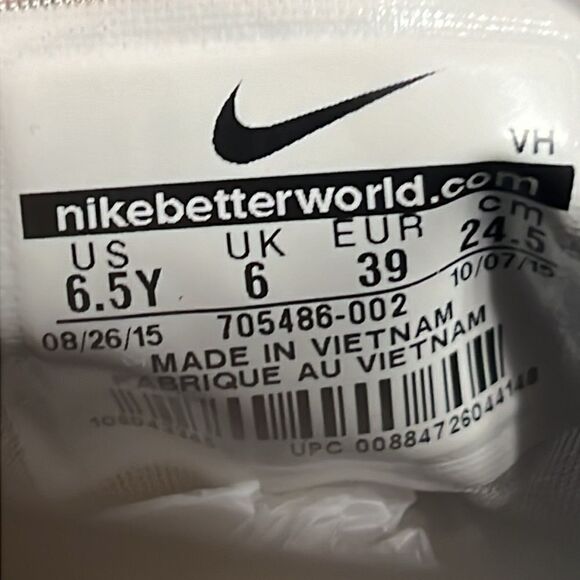 VH
nikebetterworld.com
US UK EUR cm
6.5Y 6 39 24.5
08/26/15 705486-002 10/07/15
MADE IN VIETNAM
FABRIQUE AU VIETNAM
UPC 00884726044148